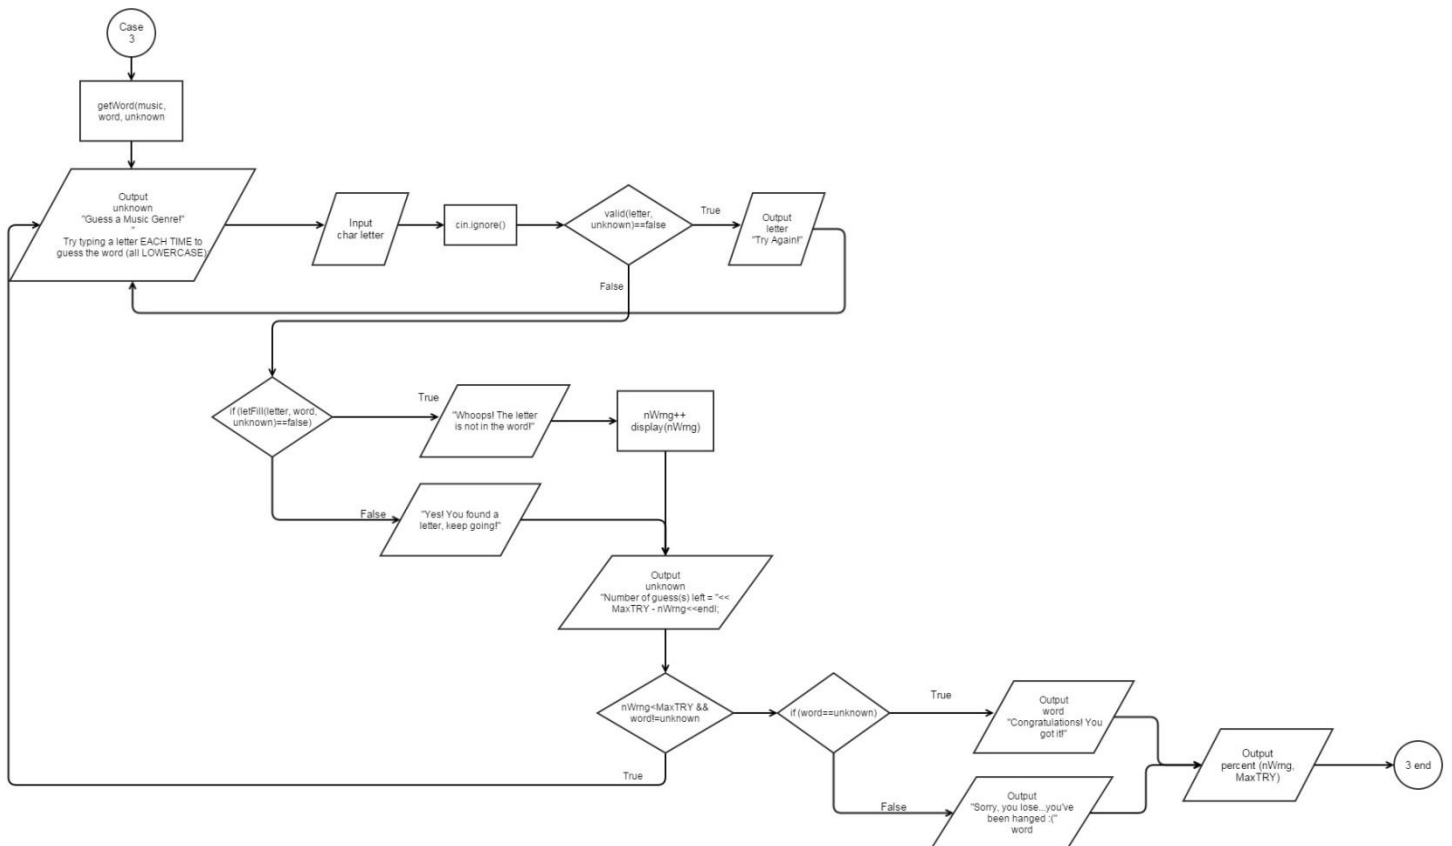 Case
3
getWord(music,
word, unknown
Output
unknown
"Guess a Music Genre!"
"
Try typing a letter EACH TIME to
guess the word (all LOWERCASE)
Input
char letter
cin.ignore()
valid(letter,
unknown)==false
True
Output
letter
"Try Again!"
False
if (letFill(letter, word,
unknown)==false)
True
"Whoops! The letter
is not in the word!"
nWrng++
display(nWrng)
False
"Yes! You found a
letter, keep going!"
Output
unknown
"Number of guess(s) left = "<<
MaxTRY - nWrng<<endl;
nWrng<MaxTRY &&
word!=unknown
True
if (word==unknown)
True
Output
word
"Congratulations! You
got it!"
False
Output
"Sorry, you lose...you've
been hanged :("
word
Output
percent (nWrng,
MaxTRY)
3 end